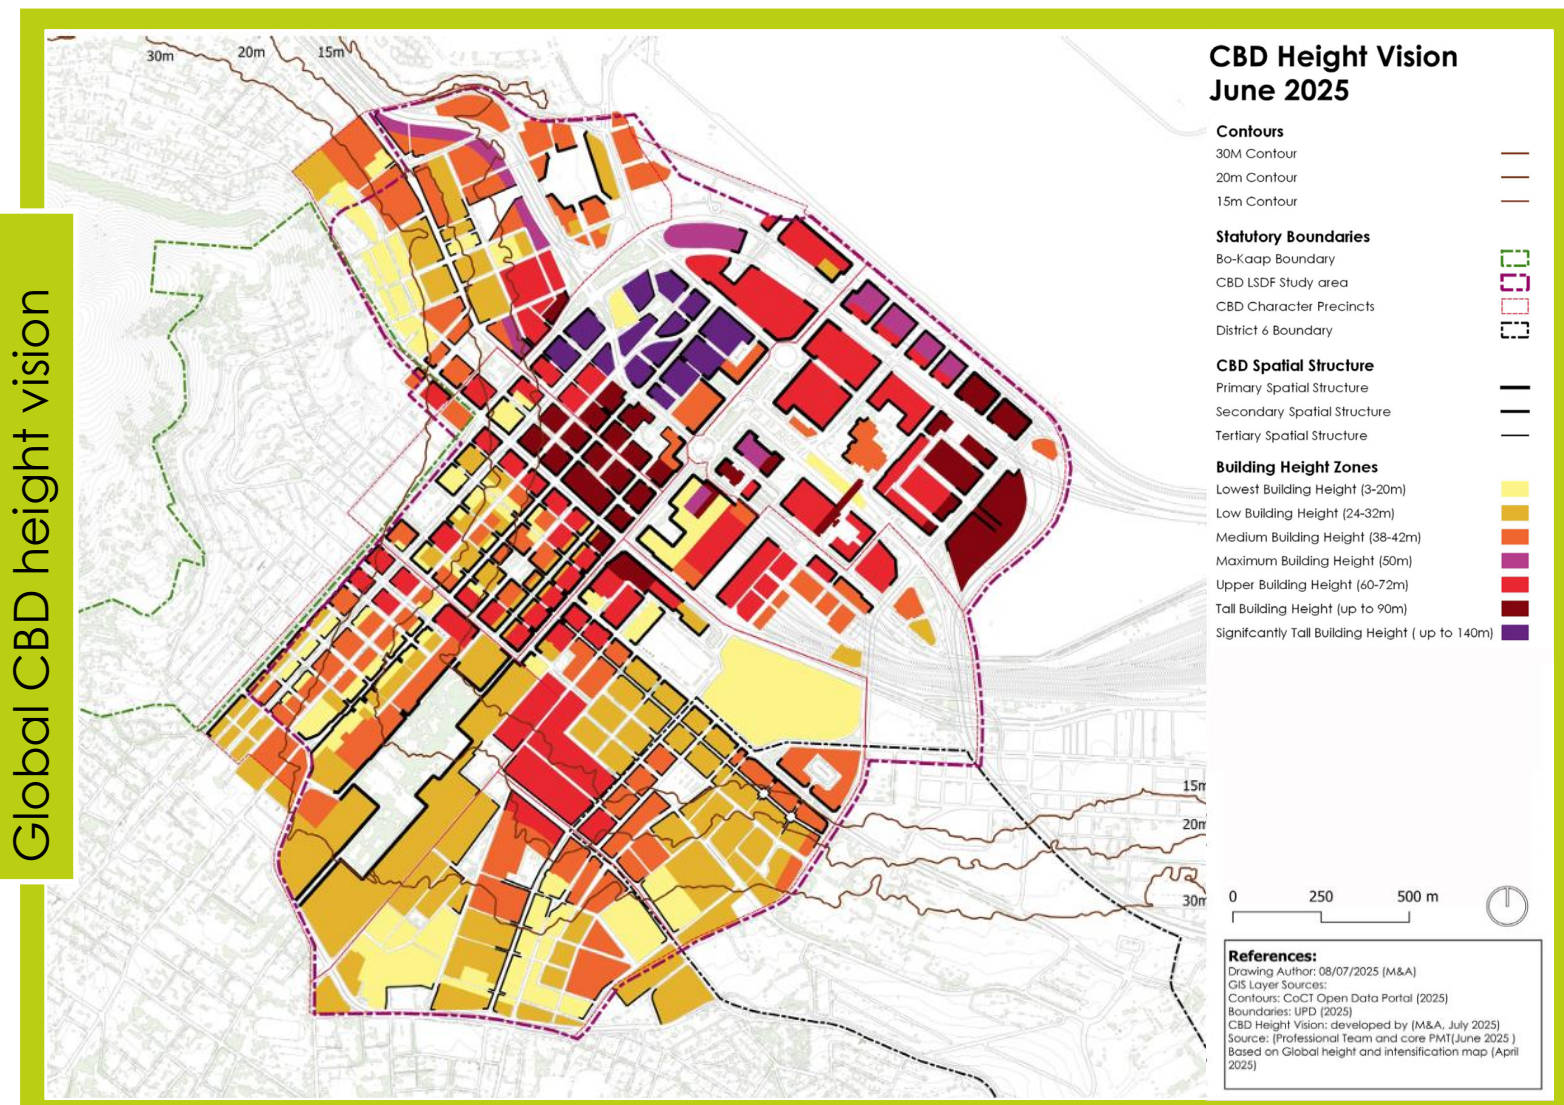 Global CBD height vision
30m
20m
15m
CBD Height Vision
June 2025
Contours
30M Contour
20m Contour
15m Contour
Statutory Boundaries
Bo-Kaap Boundary
CBD LSDF Study area
CBD Character Precincts
District 6 Boundary
CBD Spatial Structure
Primary Spatial Structure
Secondary Spatial Structure
Tertiary Spatial Structure
Building Height Zones
Lowest Building Height (3-20m)
Low Building Height (24-32m)
Medium Building Height (38-42m)
Maximum Building Height (50m)
Upper Building Height (60-72m)
Tall Building Height (up to 90m)
Signifcantly Tall Building Height ( up to 140m)
15m
20m
30m
0 250 500 m
References:
Drawing Author: 08/07/2025 (M&A)
GIS Layer Sources:
Contours: CoCT Open Data Portal (2025)
Boundaries: UPD (2025)
CBD Height Vision: developed by (M&A, July 2025)
Source: (Professional Team and core PMT(June 2025 )
Based on Global height and intensification map (April
2025)